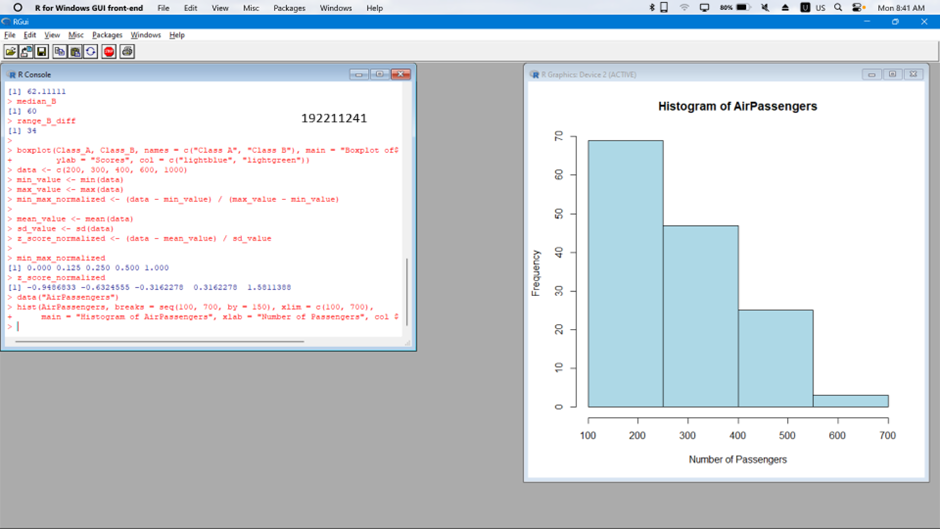 R for Windows GUI front-end File Edit View Misc Packages Windows Help 80% U US Mon 8:41 AM
RGui
File Edit View Misc Packages Windows Help
STOP
R Console
[1] 62.11111
> median_B
[1] 60
> range_B_diff
[1] 34
>
> boxplot(Class_A, Class_B, names = c("Class A", "Class B"), main = "Boxplot of$
+ ylab = "Scores", col = c("lightblue", "lightgreen"))
> data <- c(200, 300, 400, 600, 1000)
> min_value <- min(data)
> max_value <- max(data)
> min_max_normalized <- (data - min_value) / (max_value - min_value)
>
> mean_value <- mean(data)
> sd_value <- sd(data)
> z_score_normalized <- (data - mean_value) / sd_value
>
> min_max_normalized
[1] 0.000 0.125 0.250 0.500 1.000
> z_score_normalized
[1] -0.9486833 -0.6324555 -0.3162278 0.3162278 1.5811388
> data("AirPassengers")
> hist(AirPassengers, breaks = seq(100, 700, by = 150), xlim = c(100, 700),
+ main = "Histogram of AirPassengers", xlab = "Number of Passengers", col $
>
192211241
R Graphics: Device 2 (ACTIVE)
Histogram of AirPassengers
Frequency
70
60
50
40
30
20
10
0
100 200 300 400 500 600 700
Number of Passengers